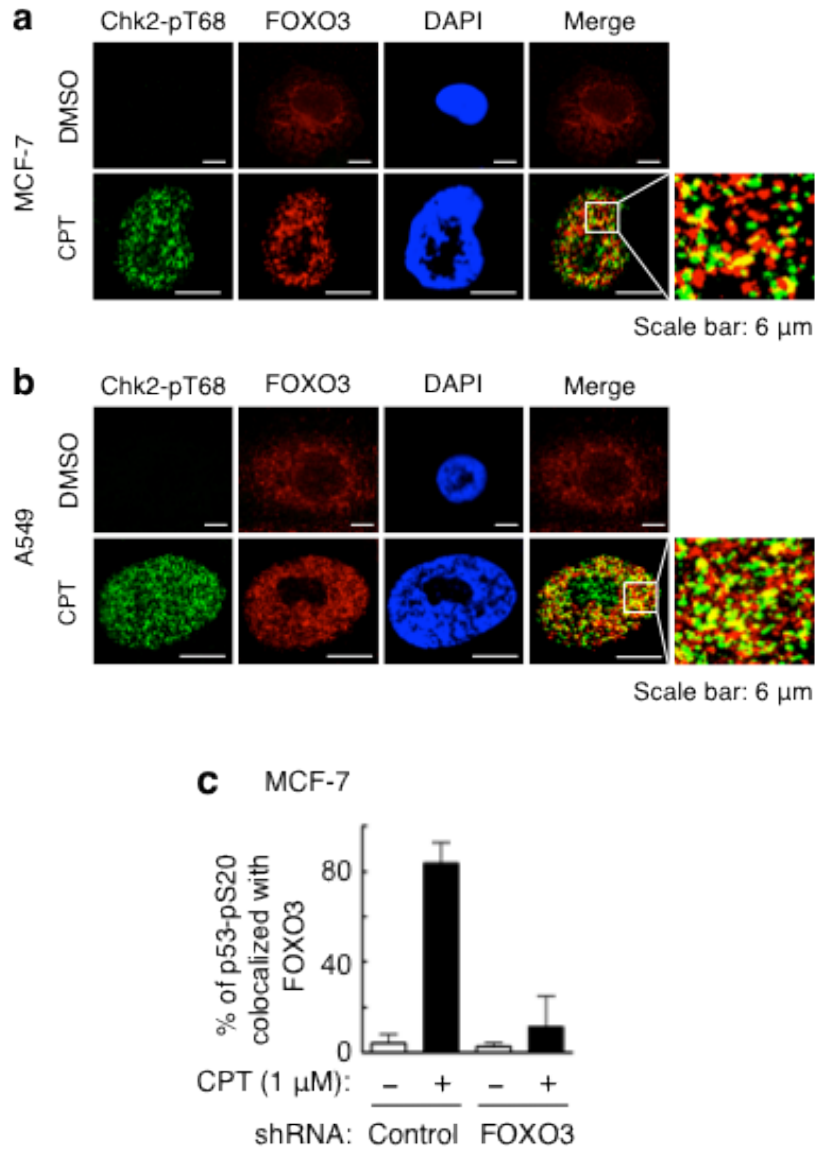 a
Chk2-pT68 FOXO3 DAPI Merge
MCF-7
DMSO
CPT
Scale bar: 6 μm
b
Chk2-pT68 FOXO3 DAPI Merge
A549
DMSO
CPT
Scale bar: 6 μm
c MCF-7
% of p53-pS20
colocalized with
FOXO3
80
40
0
CPT (1 μM): – + – +
shRNA: Control FOXO3